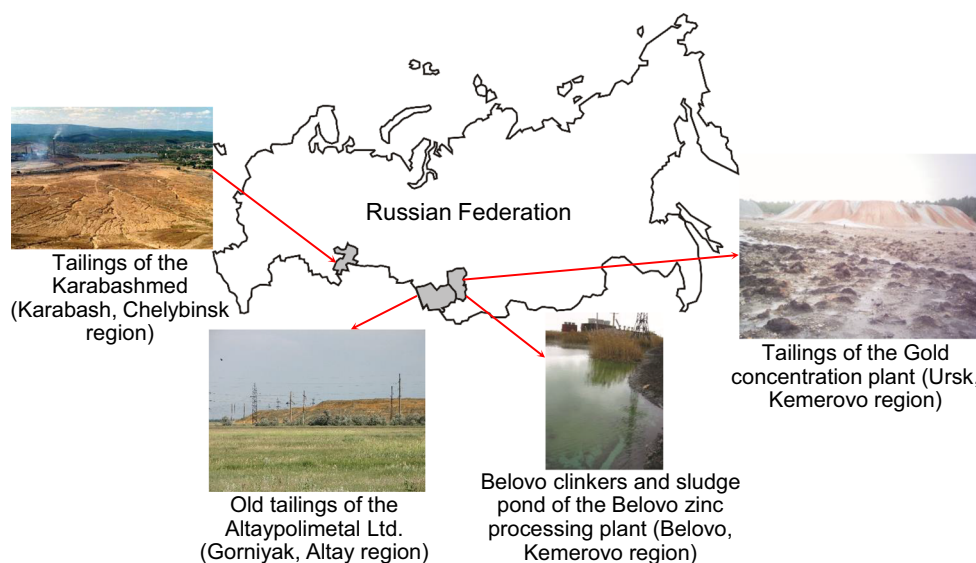 Russian Federation
Tailings of the
Karabashmed
(Karabash, Chelybinsk
region)
Old tailings of the
Altaypolimetal Ltd.
(Gorniyak, Altay region)
Belovo clinkers and sludge
pond of the Belovo zinc
processing plant (Belovo,
Kemerovo region)
Tailings of the Gold
concentration plant (Ursk,
Kemerovo region)